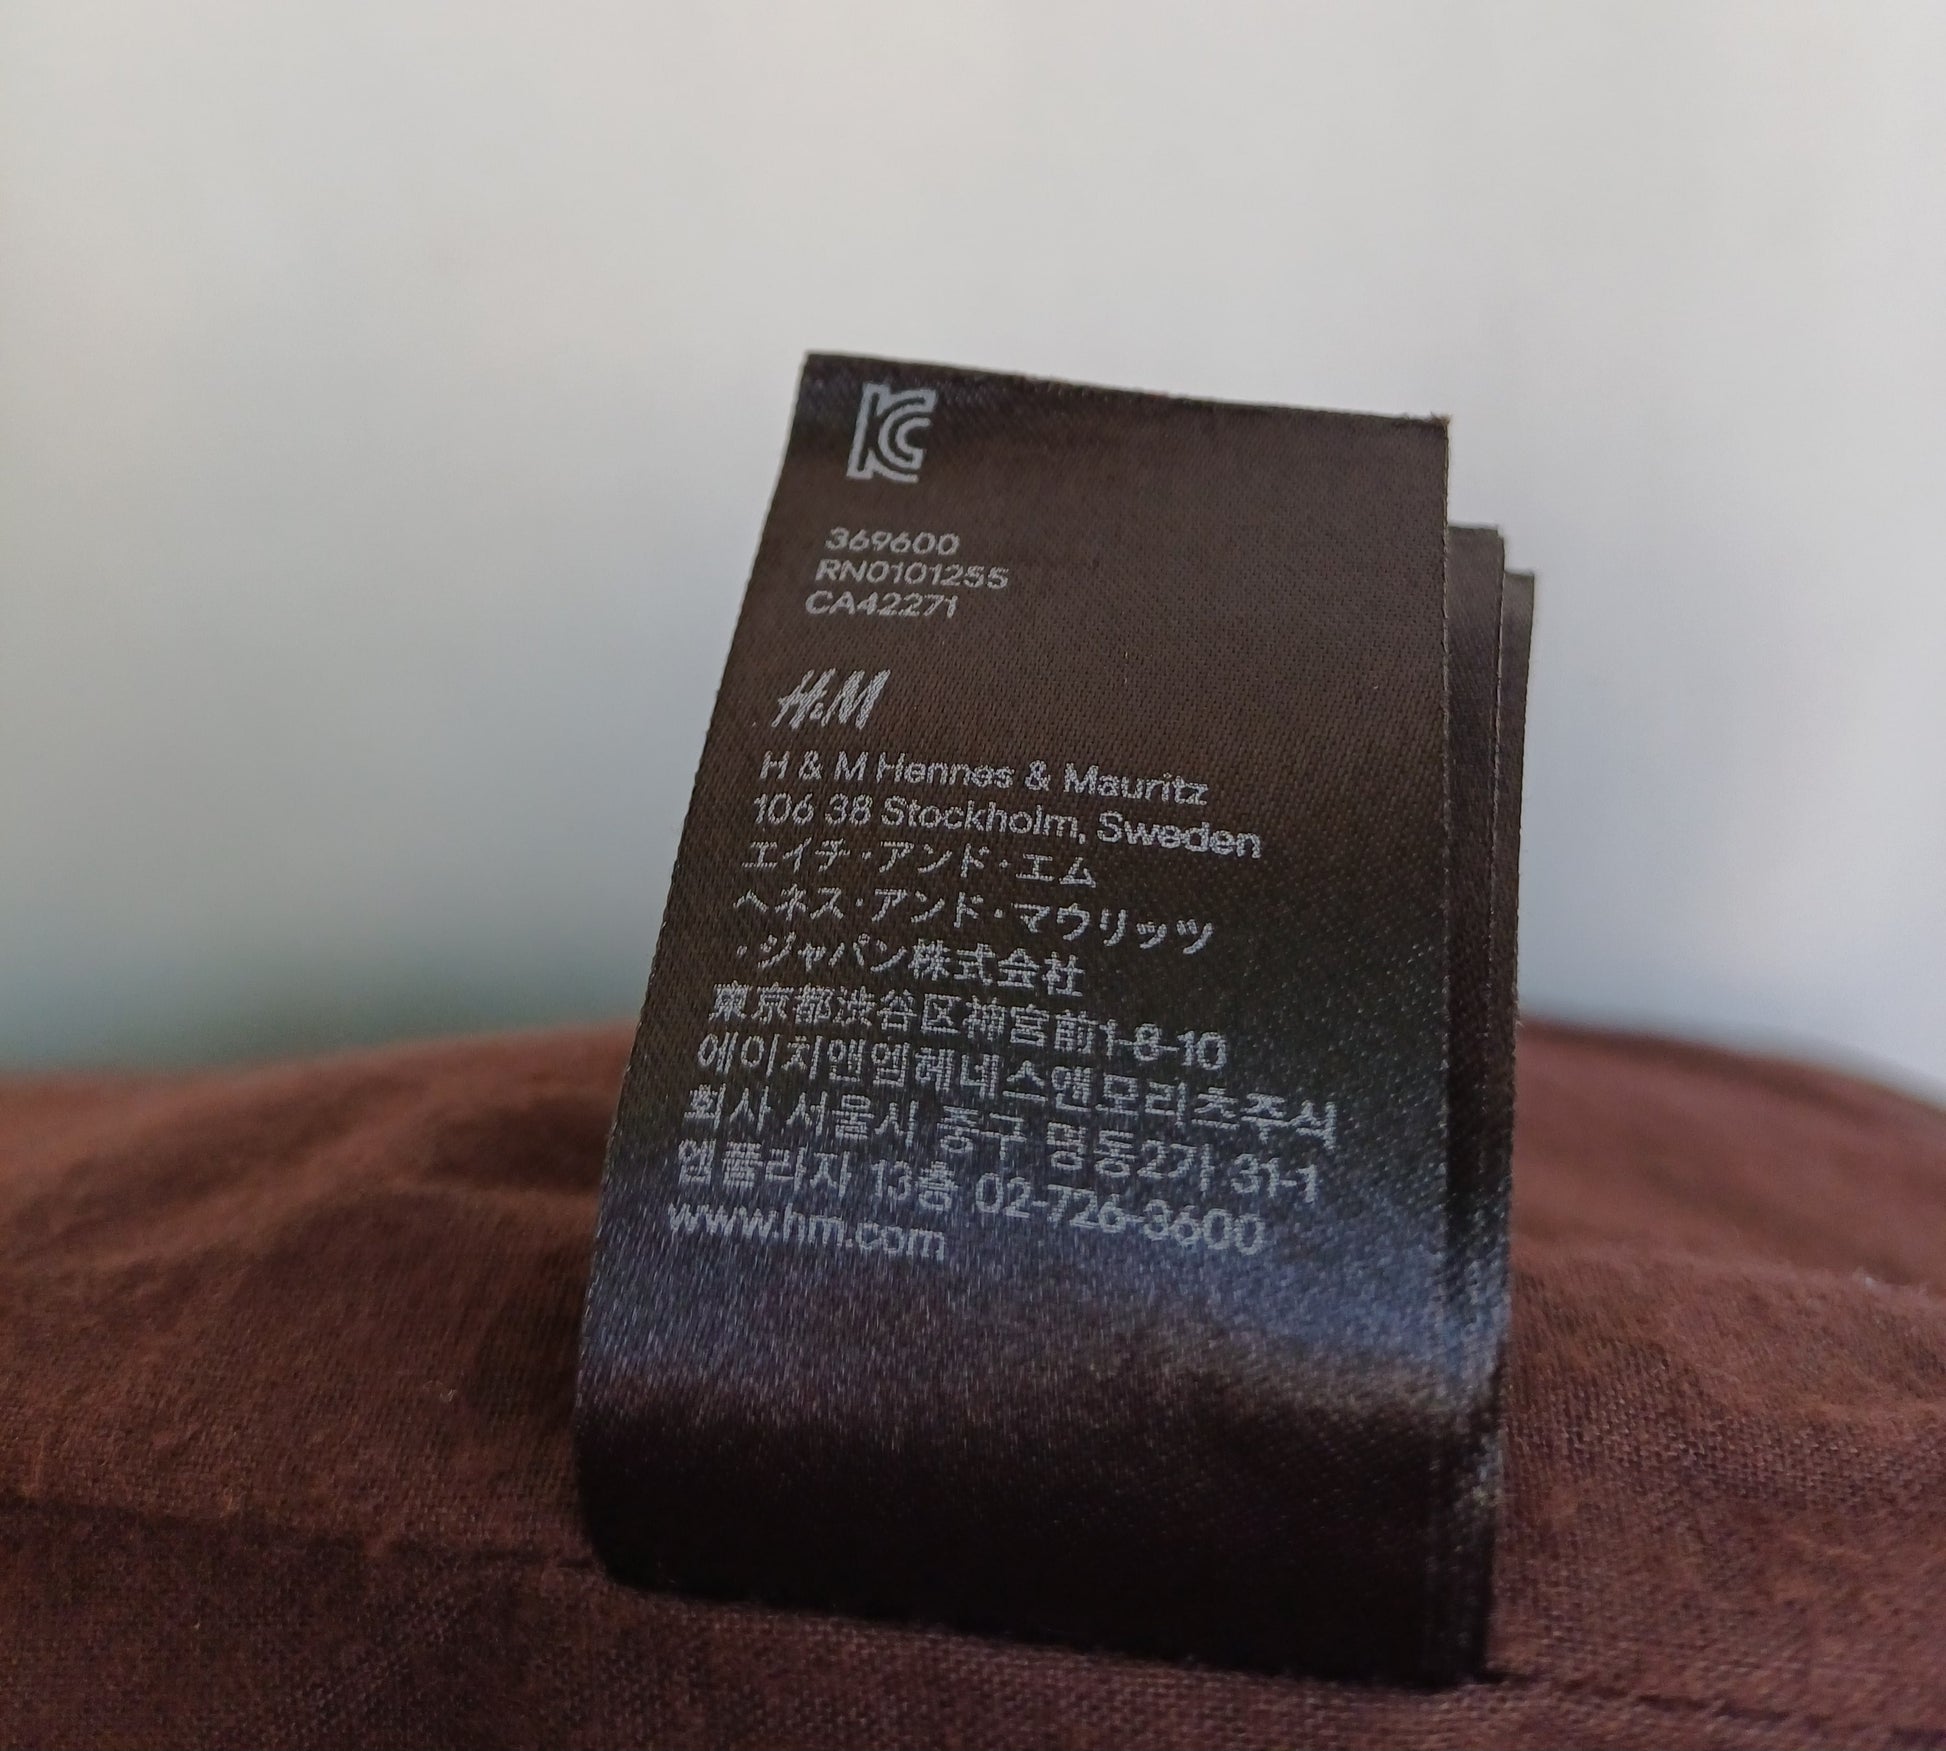 KC
369600
RN0101255
CA42271
H&M
H & M Hennes & Mauritz
106 38 Stockholm, Sweden
エイチ・アンド・エム
ヘネス・アンド・マウリッツ
・ジャパン株式会社
東京都渋谷区神宮前1-8-10
에이치앤엠헤네스앤모리츠주식
회사 서울시 중구 명동2가 31-1
엠플라자 13층 02-726-3600
www.hm.com